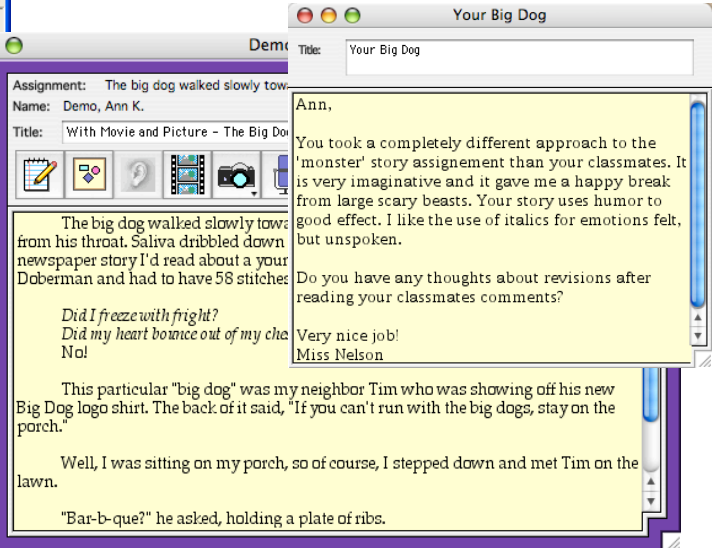 Your Big Dog
Title: Your Big Dog
Ann,
You took a completely different approach to the
'monster' story assignement than your classmates. It
is very imaginative and it gave me a happy break
from large scary beasts. Your story uses humor to
good effect. I like the use of italics for emotions felt,
but unspoken.
Do you have any thoughts about revisions after
reading your classmates comments?
Very nice job!
Miss Nelson
Demo
Assignment: The big dog walked slowly
Name: Demo, Ann K.
Title: With Movie and Picture - The Big
The big dog walked slowly
from his throat. Saliva dribbled down
newspaper story I'd read about a
Doberman and had to have 58 stitches
Did I freeze with fright?
Did my heart bounce out of my
No!
This particular "big dog" was my neighbor Tim who was showing off his new
Big Dog logo shirt. The back of it said, "If you can't run with the big dogs, stay on the
porch."
Well, I was sitting on my porch, so of course, I stepped down and met Tim on the
lawn.
"Bar-b-que?" he asked, holding a plate of ribs.